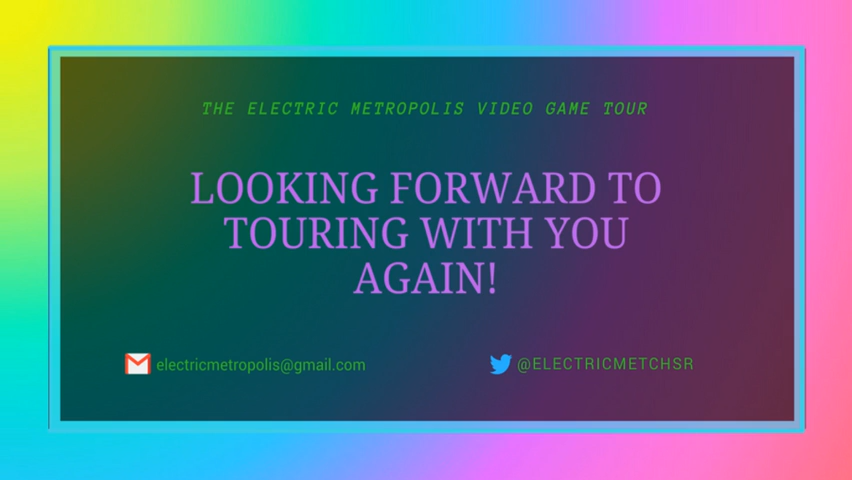 THE ELECTRIC METROPOLIS VIDEO GAME TOUR
LOOKING FORWARD TO
TOURING WITH YOU
AGAIN!
electricmetropolis@gmail.com
@ELECTRICMETCHSR